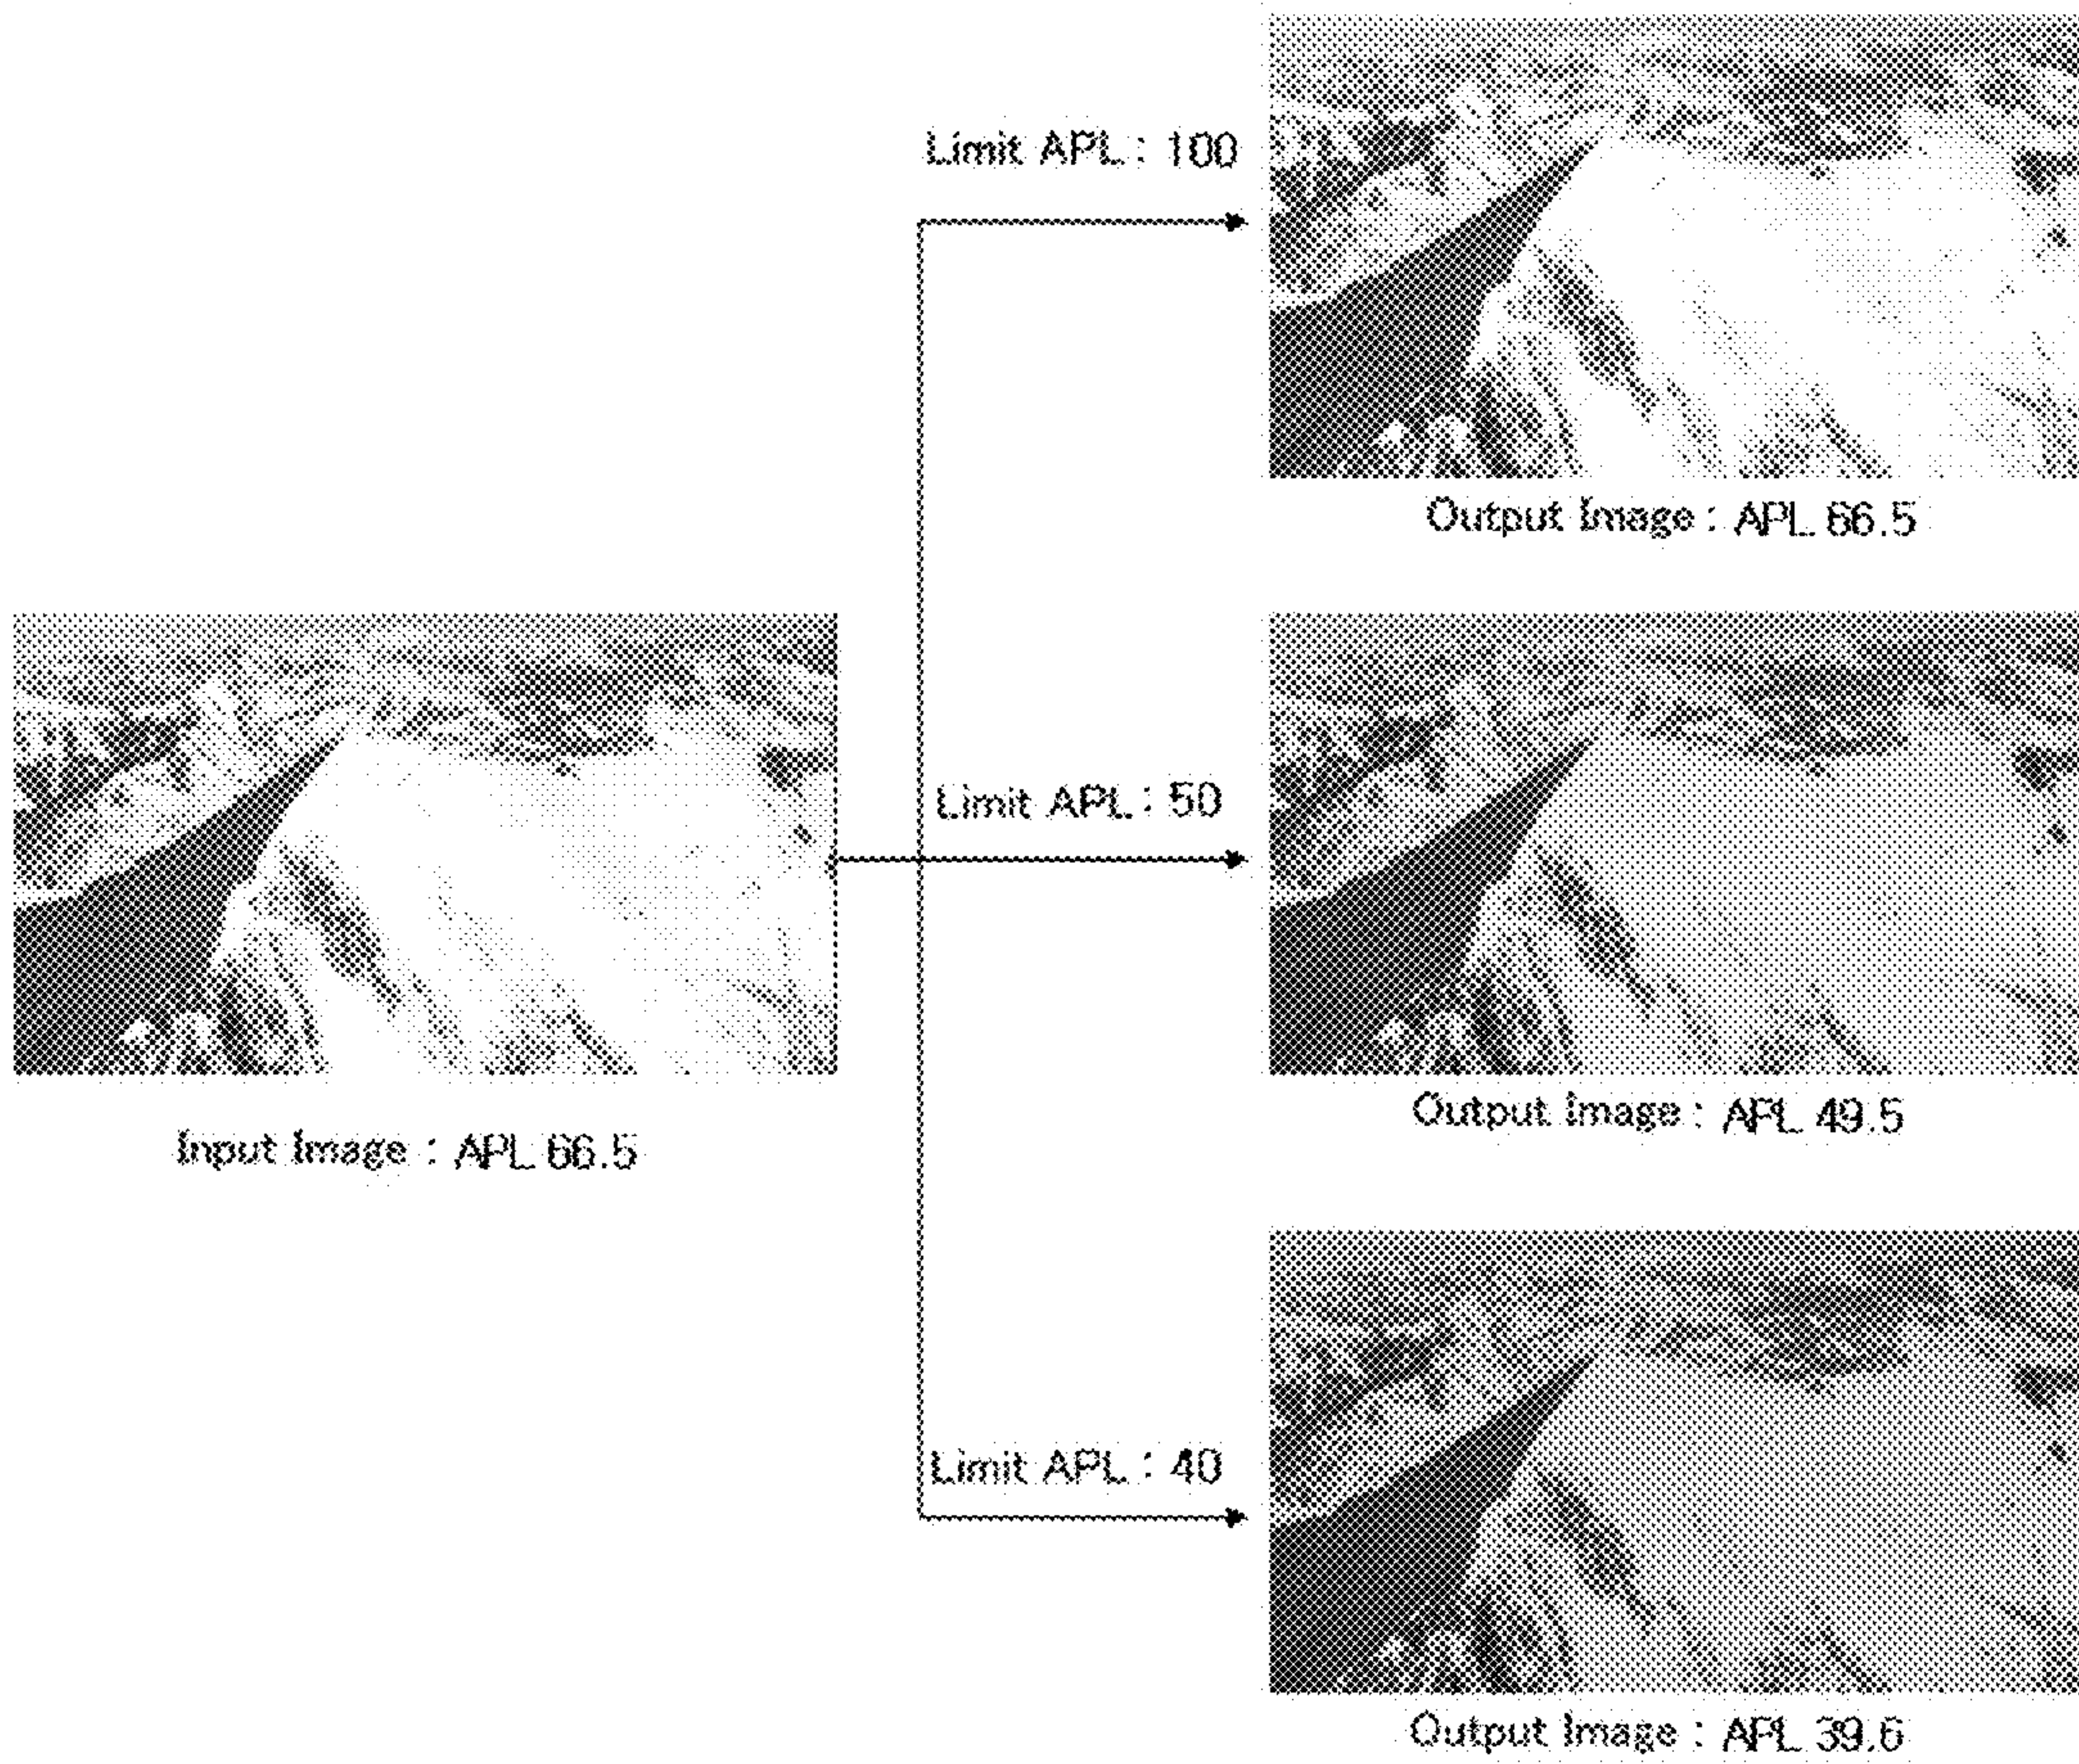 Limit APL : 100
Output Image : APL 66.5
Limit APL : 50
Output Image : APL 49.5
Input Image : APL 66.5
Limit APL : 40
Output Image : APL 39.6